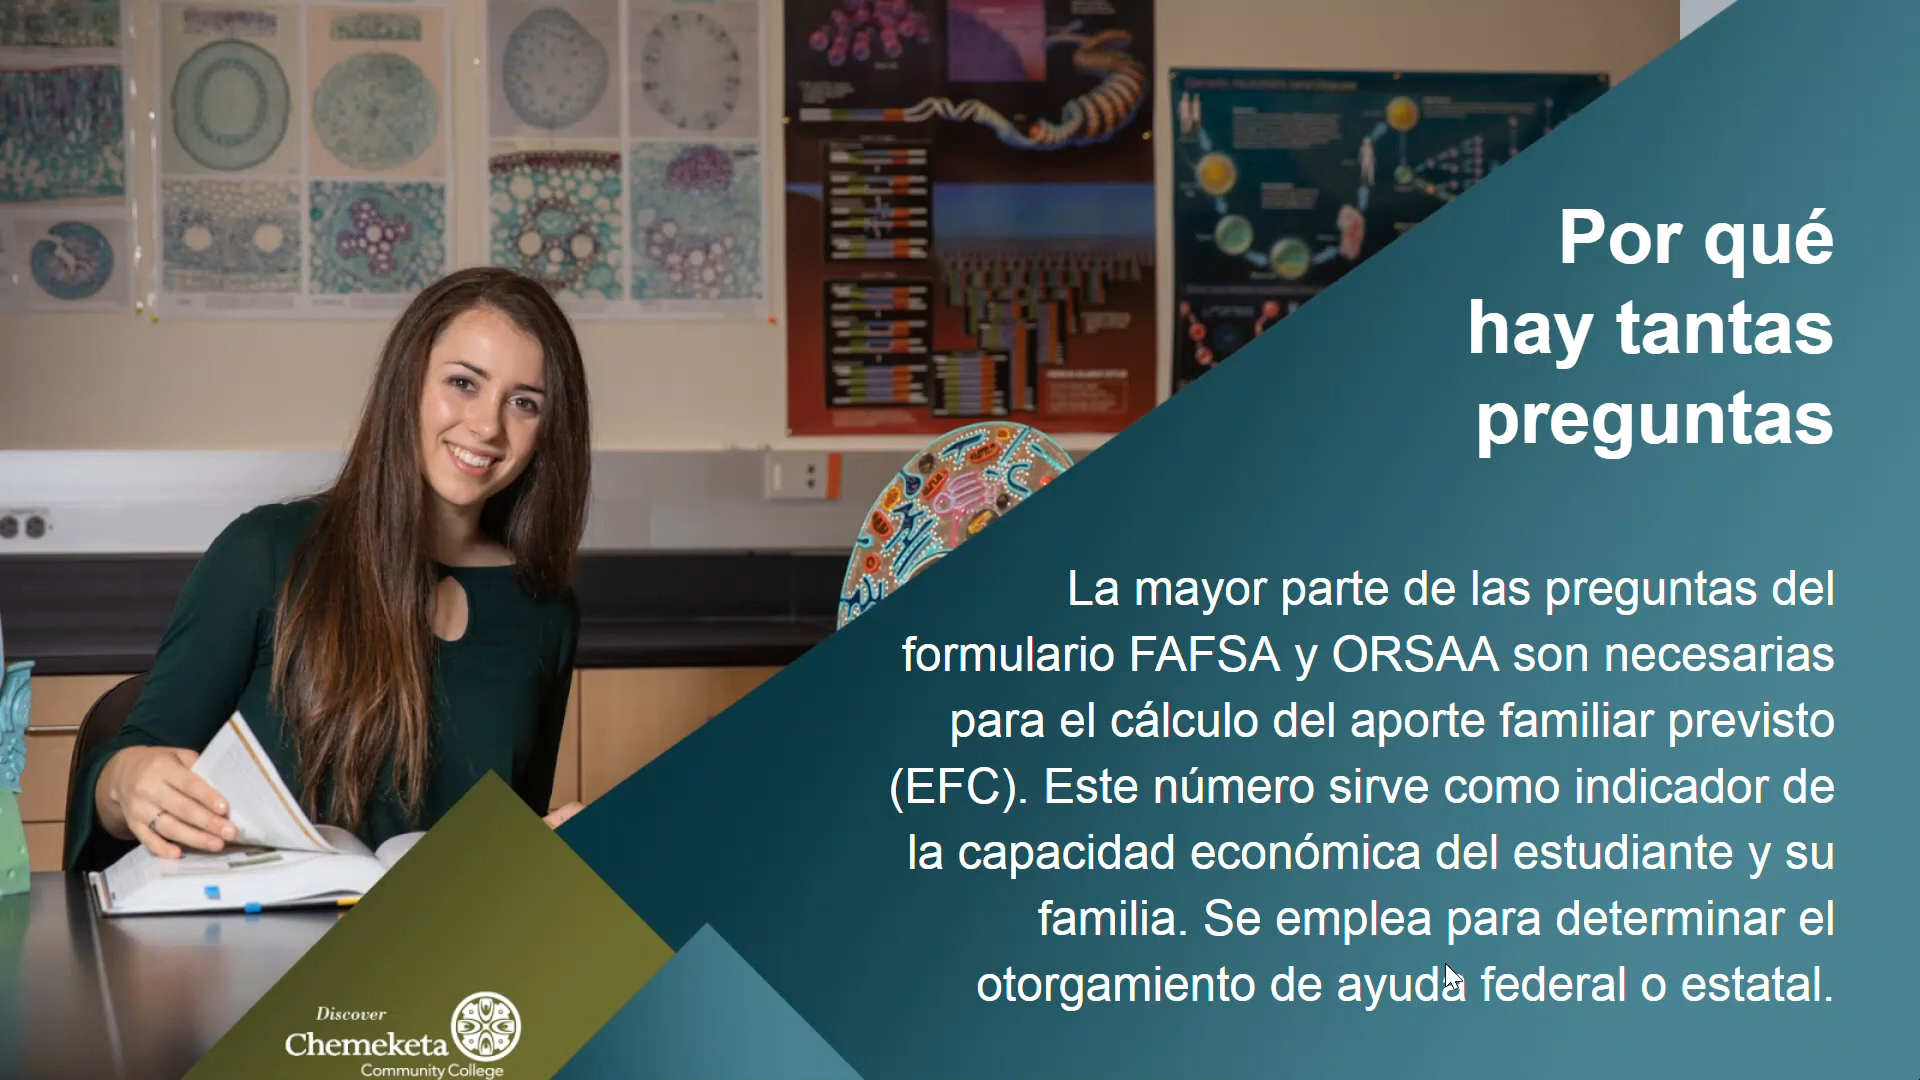 Por qué
hay tantas
preguntas
La mayor parte de las preguntas del
formulario FAFSA y ORSAA son necesarias
para el cálculo del aporte familiar previsto
(EFC). Este número sirve como indicador de
la capacidad económica del estudiante y su
familia. Se emplea para determinar el
otorgamiento de ayuda federal o estatal.
Discover
Chemeketa
Community College